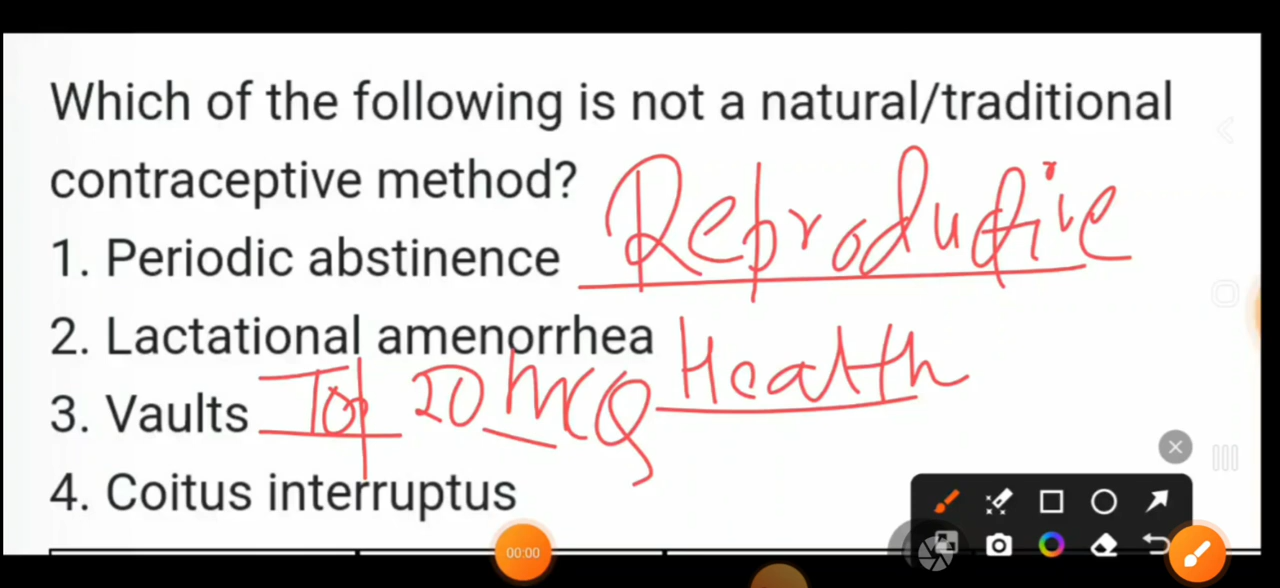 Which of the following is not a natural/traditional
contraceptive method?
Reproductive
1. Periodic abstinence
2. Lactational amenorrhea
Health
3. Vaults
Top 20 MCQ
4. Coitus interruptus
00:00